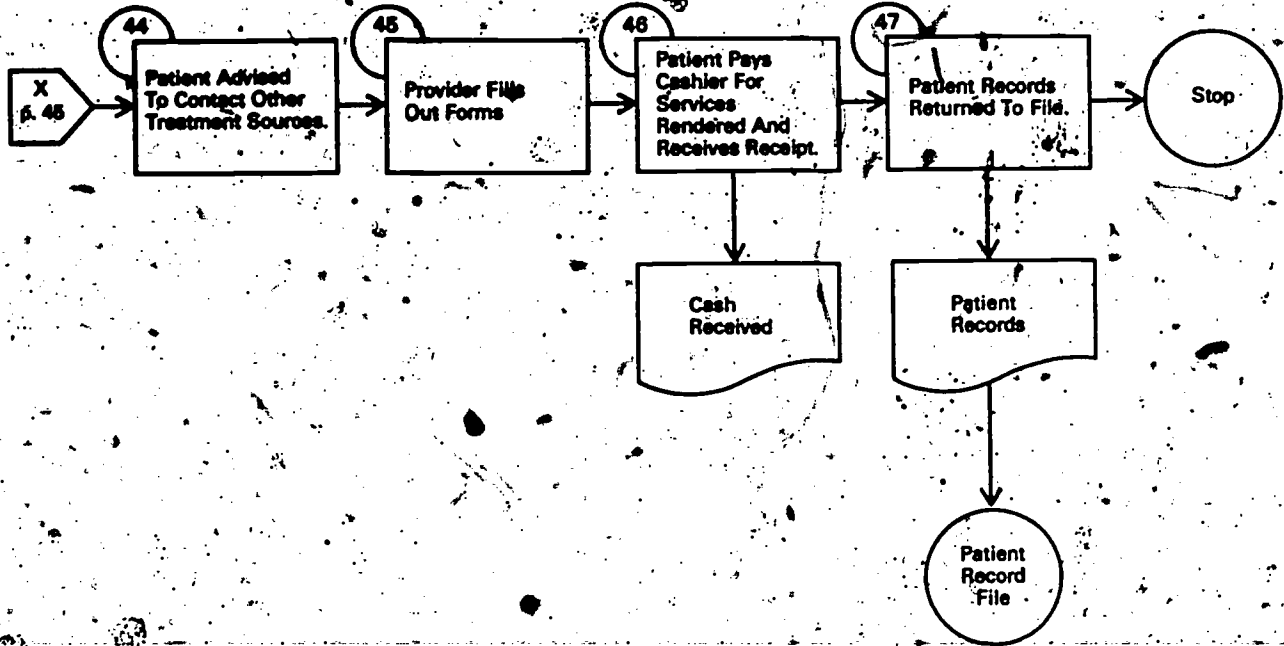 X
p. 45
44
Patient Advised
To Contact Other
Treatment Sources.
45
Provider Fills
Out Forms
46
Patient Pays
Cashier For
Services
Rendered And
Receives Receipt.
47
Patient Records
Returned To File.
Stop
Cash
Received
Patient
Records
Patient
Record
File